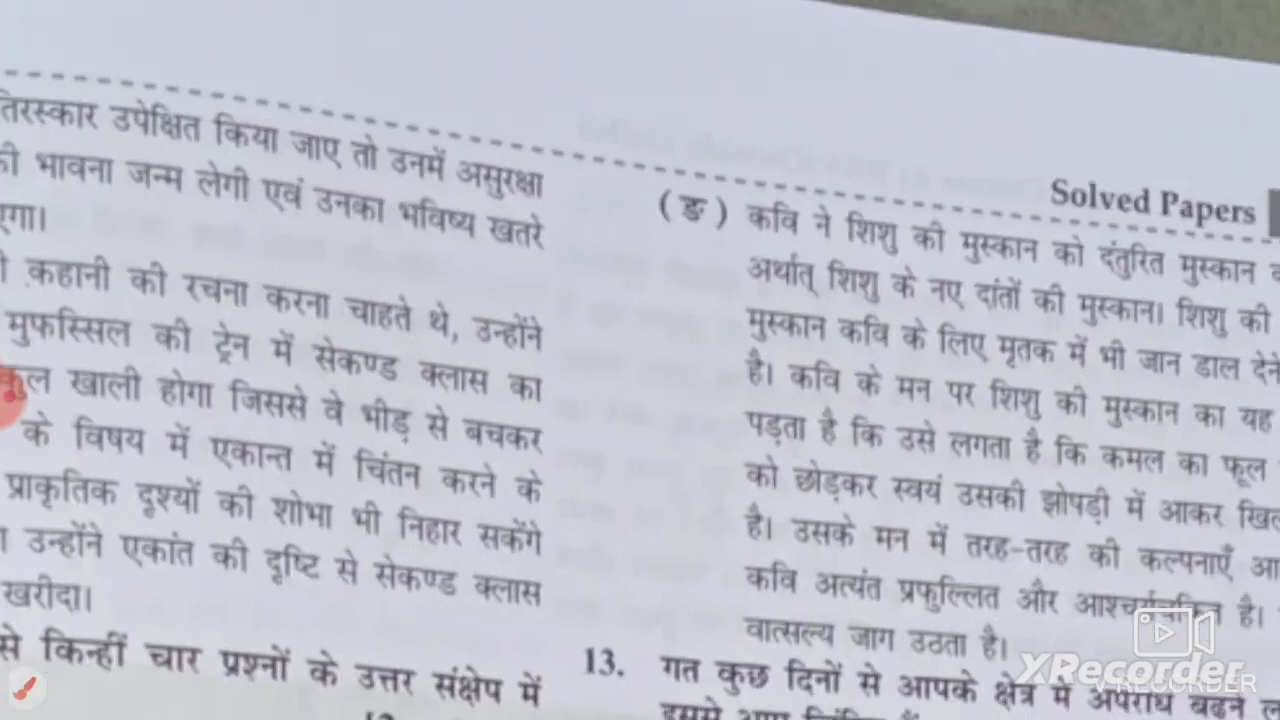 तिरस्कार उपेक्षित किया जाए तो उनमें असुरक्षा
की भावना जन्म लेगी एवं उनका भविष्य खतरे
कहानी की रचना करना चाहते थे, उन्होंने
मुफस्सिल की ट्रेन में सेकण्ड क्लास का
खाली होगा जिससे वे भीड़ से बचकर
के विषय में एकान्त में चिंतन करने के
प्राकृतिक दृश्यों की शोभा भी निहार सकेंगे
उन्होंने एकांत की दृष्टि से सेकण्ड क्लास
खरीदा।
से किन्हीं चार प्रश्नों के उत्तर संक्षेप में
Solved Papers
(ङ) कवि ने शिशु की मुस्कान को दंतुरित मुस्कान
अर्थात् शिशु के नए दांतों की मुस्कान। शिशु की
मुस्कान कवि के लिए मृतक में भी जान डाल देने
है। कवि के मन पर शिशु की मुस्कान का यह
पड़ता है कि उसे लगता है कि कमल का फूल
को छोड़कर स्वयं उसकी झोपड़ी में आकर
है। उसके मन में तरह-तरह की कल्पनाएँ
कवि अत्यंत प्रफुल्लित और आश्चर्यचकित है।
वात्सल्य जाग उठता है।
13. गत कुछ दिनों से आपके क्षेत्र में अपराध बढ़ने
XRecorder